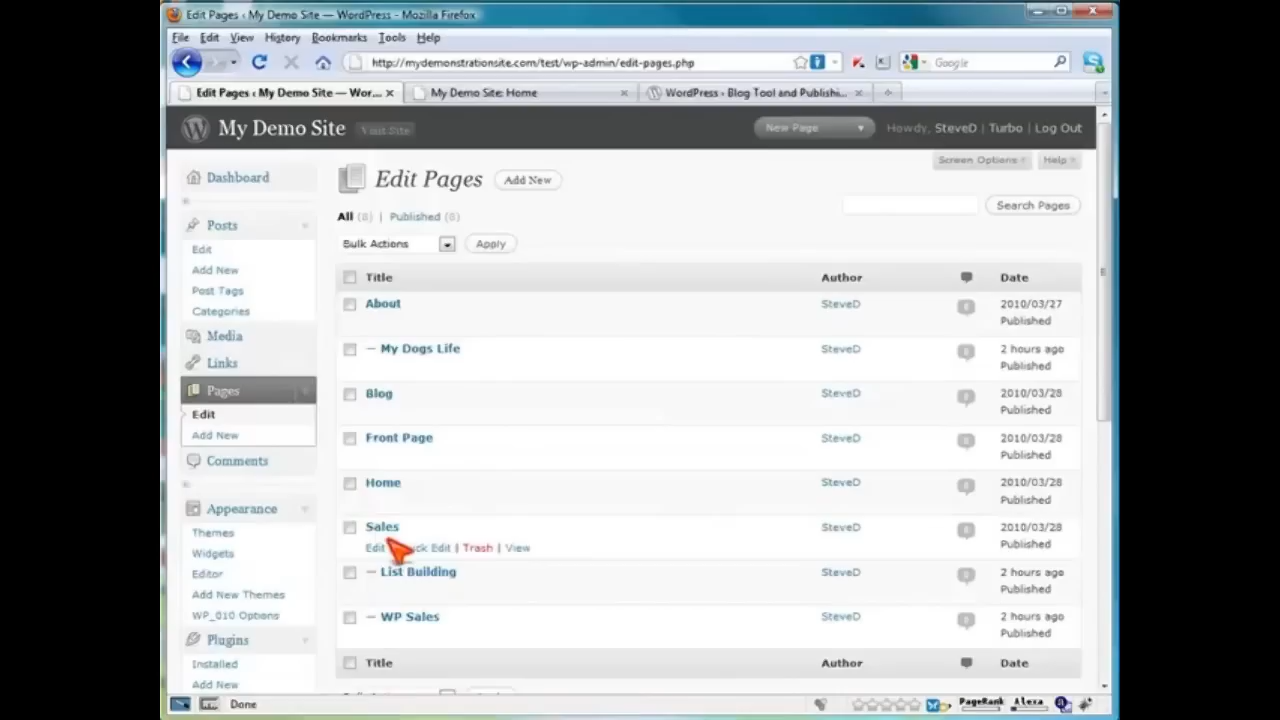 Edit Pages ‹ My Demo Site — WordPress - Mozilla Firefox
File Edit View History Bookmarks Tools Help
http://mydemonstrationsite.com/test/wp-admin/edit-pages.php
Google
Edit Pages ‹ My Demo Site — Wor...
My Demo Site: Home
WordPress › Blog Tool and Publishi...
My Demo Site Visit Site
New Page
Howdy, SteveD | Turbo | Log Out
Screen Options
Help
Dashboard
Posts
Edit
Add New
Post Tags
Categories
Media
Links
Pages
Edit
Add New
Comments
Appearance
Themes
Widgets
Editor
Add New Themes
WP_010 Options
Plugins
Installed
Add New
Edit Pages Add New
All (8) | Published (8)
Search Pages
Bulk Actions Apply
Title Author Date
About SteveD 2010/03/27
Published
— My Dogs Life SteveD 2 hours ago
Published
Blog SteveD 2010/03/28
Published
Front Page SteveD 2010/03/28
Published
Home SteveD 2010/03/28
Published
Sales SteveD 2010/03/28
Edit Edit | Trash | View Published
— List Building SteveD 2 hours ago
Published
— WP Sales SteveD 2 hours ago
Published
Title Author Date
Done
PageRank Alexa